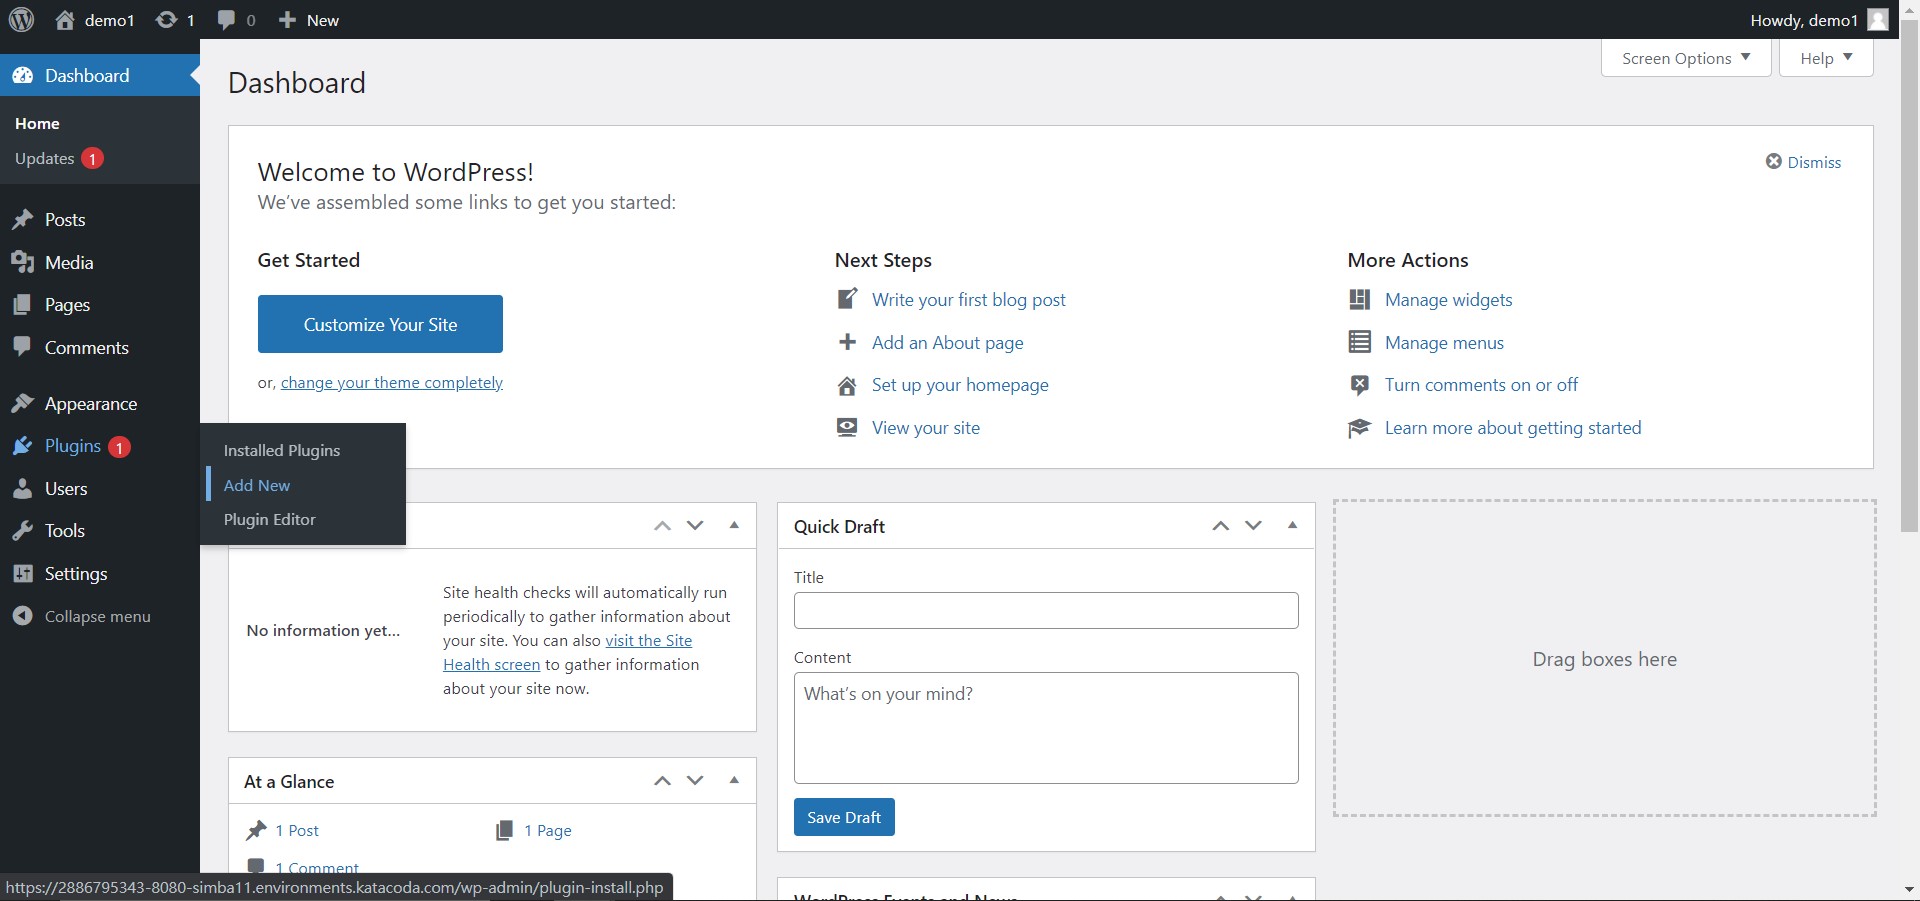 demo1
1
0
New
Howdy, demo1
Dashboard
Home
Updates 1
Posts
Media
Pages
Comments
Appearance
Plugins 1
Users
Tools
Settings
Collapse menu
Installed Plugins
Add New
Plugin Editor
Screen Options
Help
Dashboard
Welcome to WordPress!
We've assembled some links to get you started:
Dismiss
Get Started
Customize Your Site
or, change your theme completely
Next Steps
Write your first blog post
Add an About page
Set up your homepage
View your site
More Actions
Manage widgets
Manage menus
Turn comments on or off
Learn more about getting started
No information yet...
Site health checks will automatically run
periodically to gather information about
your site. You can also visit the Site
Health screen to gather information
about your site now.
At a Glance
1 Post
1 Page
1 Comment
Quick Draft
Title
Content
What's on your mind?
Save Draft
WordPress Events and News
Drag boxes here
https://2886795343-8080-simba11.environments.katacoda.com/wp-admin/plugin-install.php